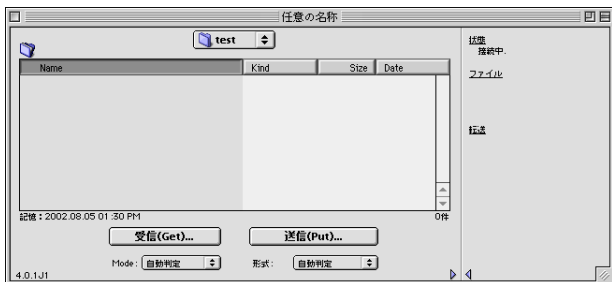 任意の名称
test
Name Kind Size Date
状態
接続中.
ファイル
転送
記憶：2002.08.05 01:30 PM 0件
受信(Get)... 送信(Put)...
Mode: 自動判定 形式: 自動判定
4.0.1J1